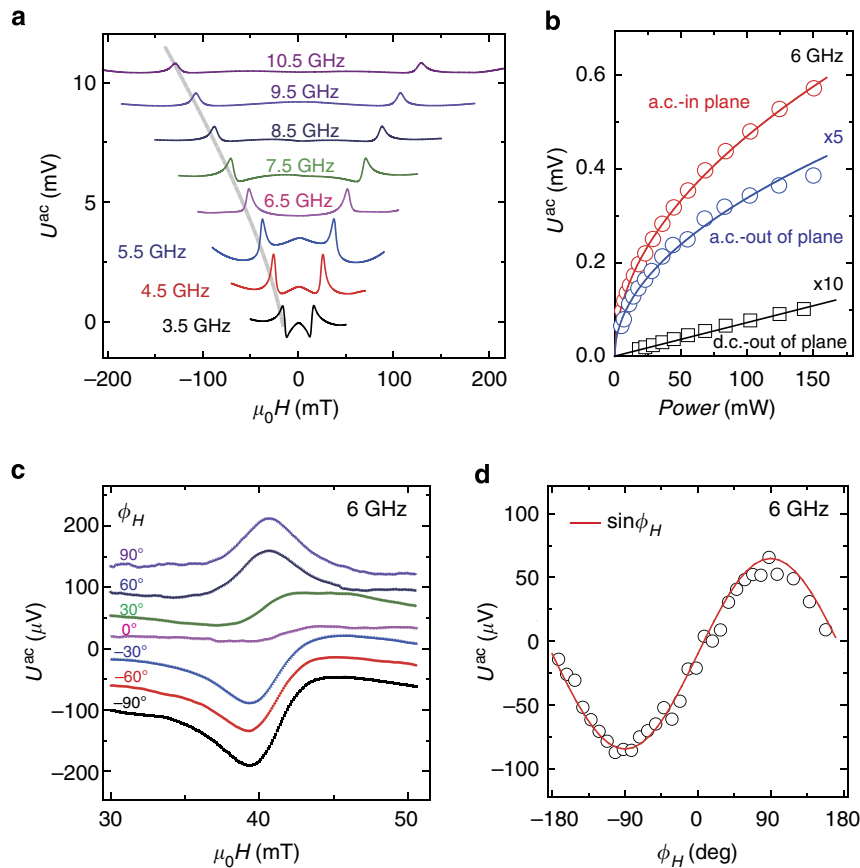 a
10
5
0
U^ac (mV)
10.5 GHz
9.5 GHz
8.5 GHz
7.5 GHz
6.5 GHz
5.5 GHz
4.5 GHz
3.5 GHz
−200 −100 0 100 200
μ₀H (mT)
b
0.6
0.4
0.2
0.0
U^ac (mV)
6 GHz
a.c.-in plane
x5
a.c.-out of plane
x10
d.c.-out of plane
0 50 100 150
Power (mW)
c
200
100
0
−100
−200
U^ac (μV)
ϕ_H
6 GHz
90°
60°
30°
0°
−30°
−60°
−90°
30 40 50
μ₀H (mT)
d
100
50
0
−50
−100
U^ac (μV)
sinϕ_H
6 GHz
−180 −90 0 90 180
ϕ_H (deg)